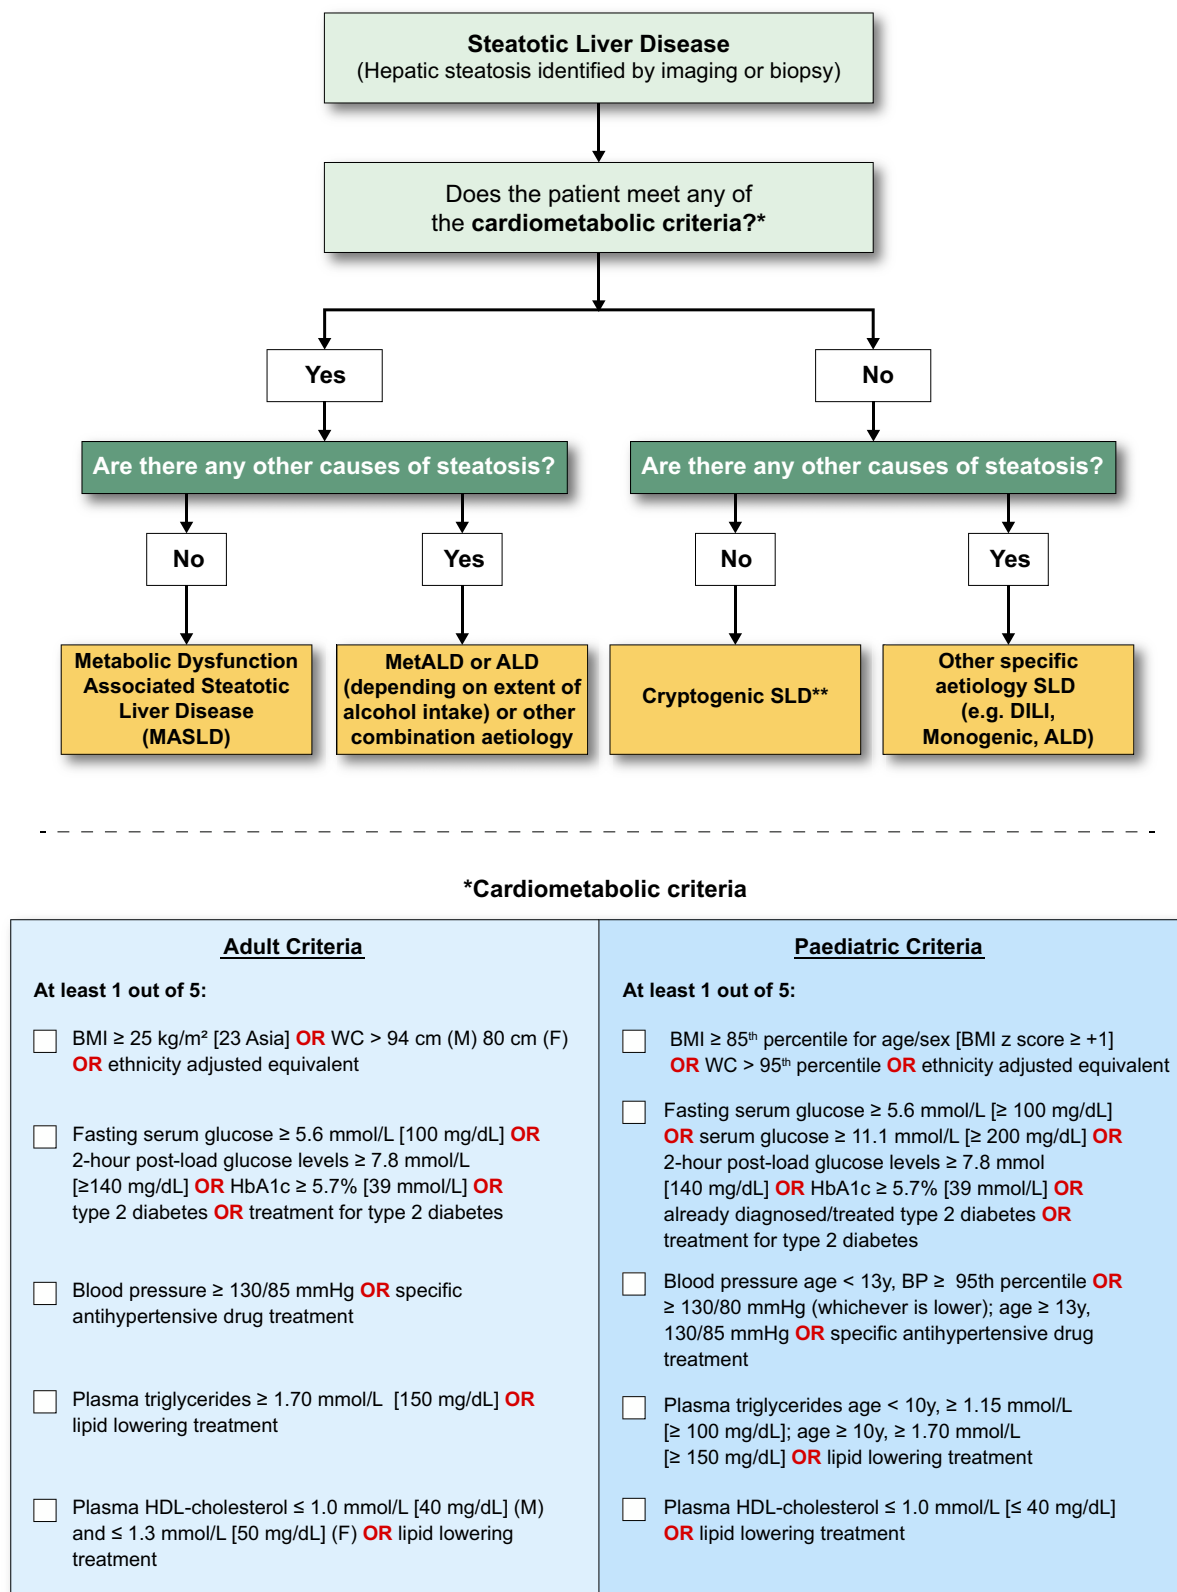 Steatotic Liver Disease
(Hepatic steatosis identified by imaging or biopsy)
Does the patient meet any of
the cardiometabolic criteria?*
Yes
No
Are there any other causes of steatosis?
Are there any other causes of steatosis?
No
Yes
No
Yes
Metabolic Dysfunction
Associated Steatotic
Liver Disease
(MASLD)
MetALD or ALD
(depending on extent of
alcohol intake) or other
combination aetiology
Cryptogenic SLD**
Other specific
aetiology SLD
(e.g. DILI,
Monogenic, ALD)
*Cardiometabolic criteria
Adult Criteria
At least 1 out of 5:
BMI ≥ 25 kg/m² [23 Asia] OR WC > 94 cm (M) 80 cm (F)
OR ethnicity adjusted equivalent
Fasting serum glucose ≥ 5.6 mmol/L [100 mg/dL] OR
2-hour post-load glucose levels ≥ 7.8 mmol/L
[≥140 mg/dL] OR HbA1c ≥ 5.7% [39 mmol/L] OR
type 2 diabetes OR treatment for type 2 diabetes
Blood pressure ≥ 130/85 mmHg OR specific
antihypertensive drug treatment
Plasma triglycerides ≥ 1.70 mmol/L [150 mg/dL] OR
lipid lowering treatment
Plasma HDL-cholesterol ≤ 1.0 mmol/L [40 mg/dL] (M)
and ≤ 1.3 mmol/L [50 mg/dL] (F) OR lipid lowering
treatment
Paediatric Criteria
At least 1 out of 5:
BMI ≥ 85th percentile for age/sex [BMI z score ≥ +1]
OR WC > 95th percentile OR ethnicity adjusted equivalent
Fasting serum glucose ≥ 5.6 mmol/L [≥ 100 mg/dL]
OR serum glucose ≥ 11.1 mmol/L [≥ 200 mg/dL] OR
2-hour post-load glucose levels ≥ 7.8 mmol
[140 mg/dL] OR HbA1c ≥ 5.7% [39 mmol/L] OR
already diagnosed/treated type 2 diabetes OR
treatment for type 2 diabetes
Blood pressure age < 13y, BP ≥ 95th percentile OR
≥ 130/80 mmHg (whichever is lower); age ≥ 13y,
130/85 mmHg OR specific antihypertensive drug
treatment
Plasma triglycerides age < 10y, ≥ 1.15 mmol/L
[≥ 100 mg/dL]; age ≥ 10y, ≥ 1.70 mmol/L
[≥ 150 mg/dL] OR lipid lowering treatment
Plasma HDL-cholesterol ≤ 1.0 mmol/L [≤ 40 mg/dL]
OR lipid lowering treatment